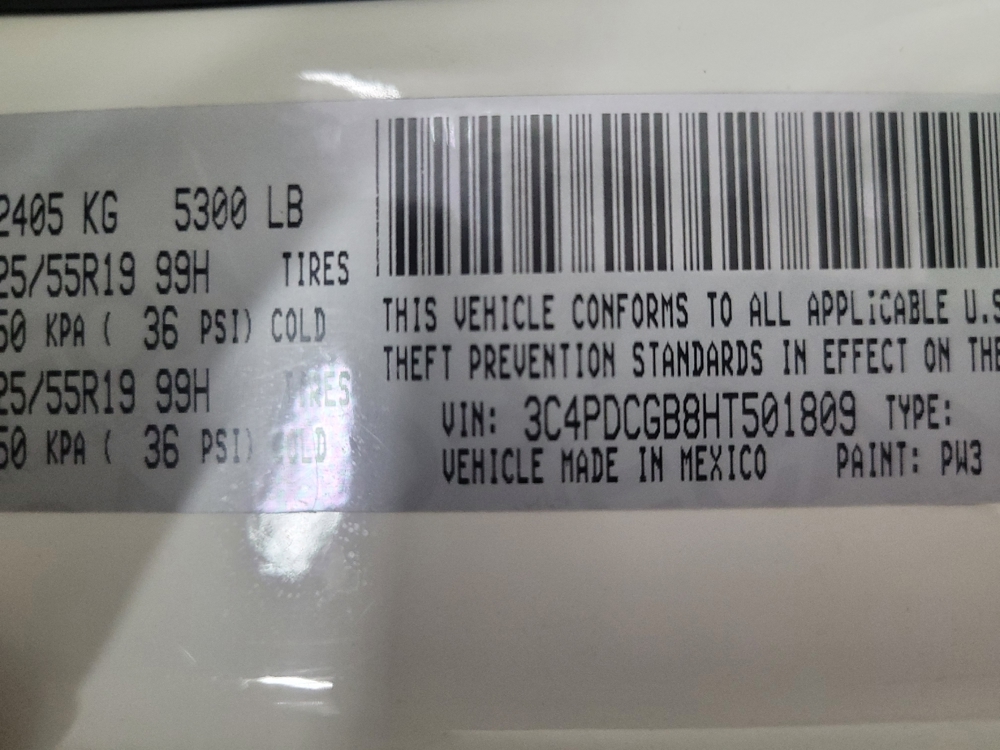 2405 KG 5300 LB
25/55R19 99H TIRES
50 KPA ( 36 PSI) COLD
25/55R19 99H TIRES
50 KPA ( 36 PSI) COLD
THIS VEHICLE CONFORMS TO ALL APPLICABLE U.S
THEFT PREVENTION STANDARDS IN EFFECT ON THE
VIN: 3C4PDCGB8HT501809 TYPE:
VEHICLE MADE IN MEXICO PAINT: PW3